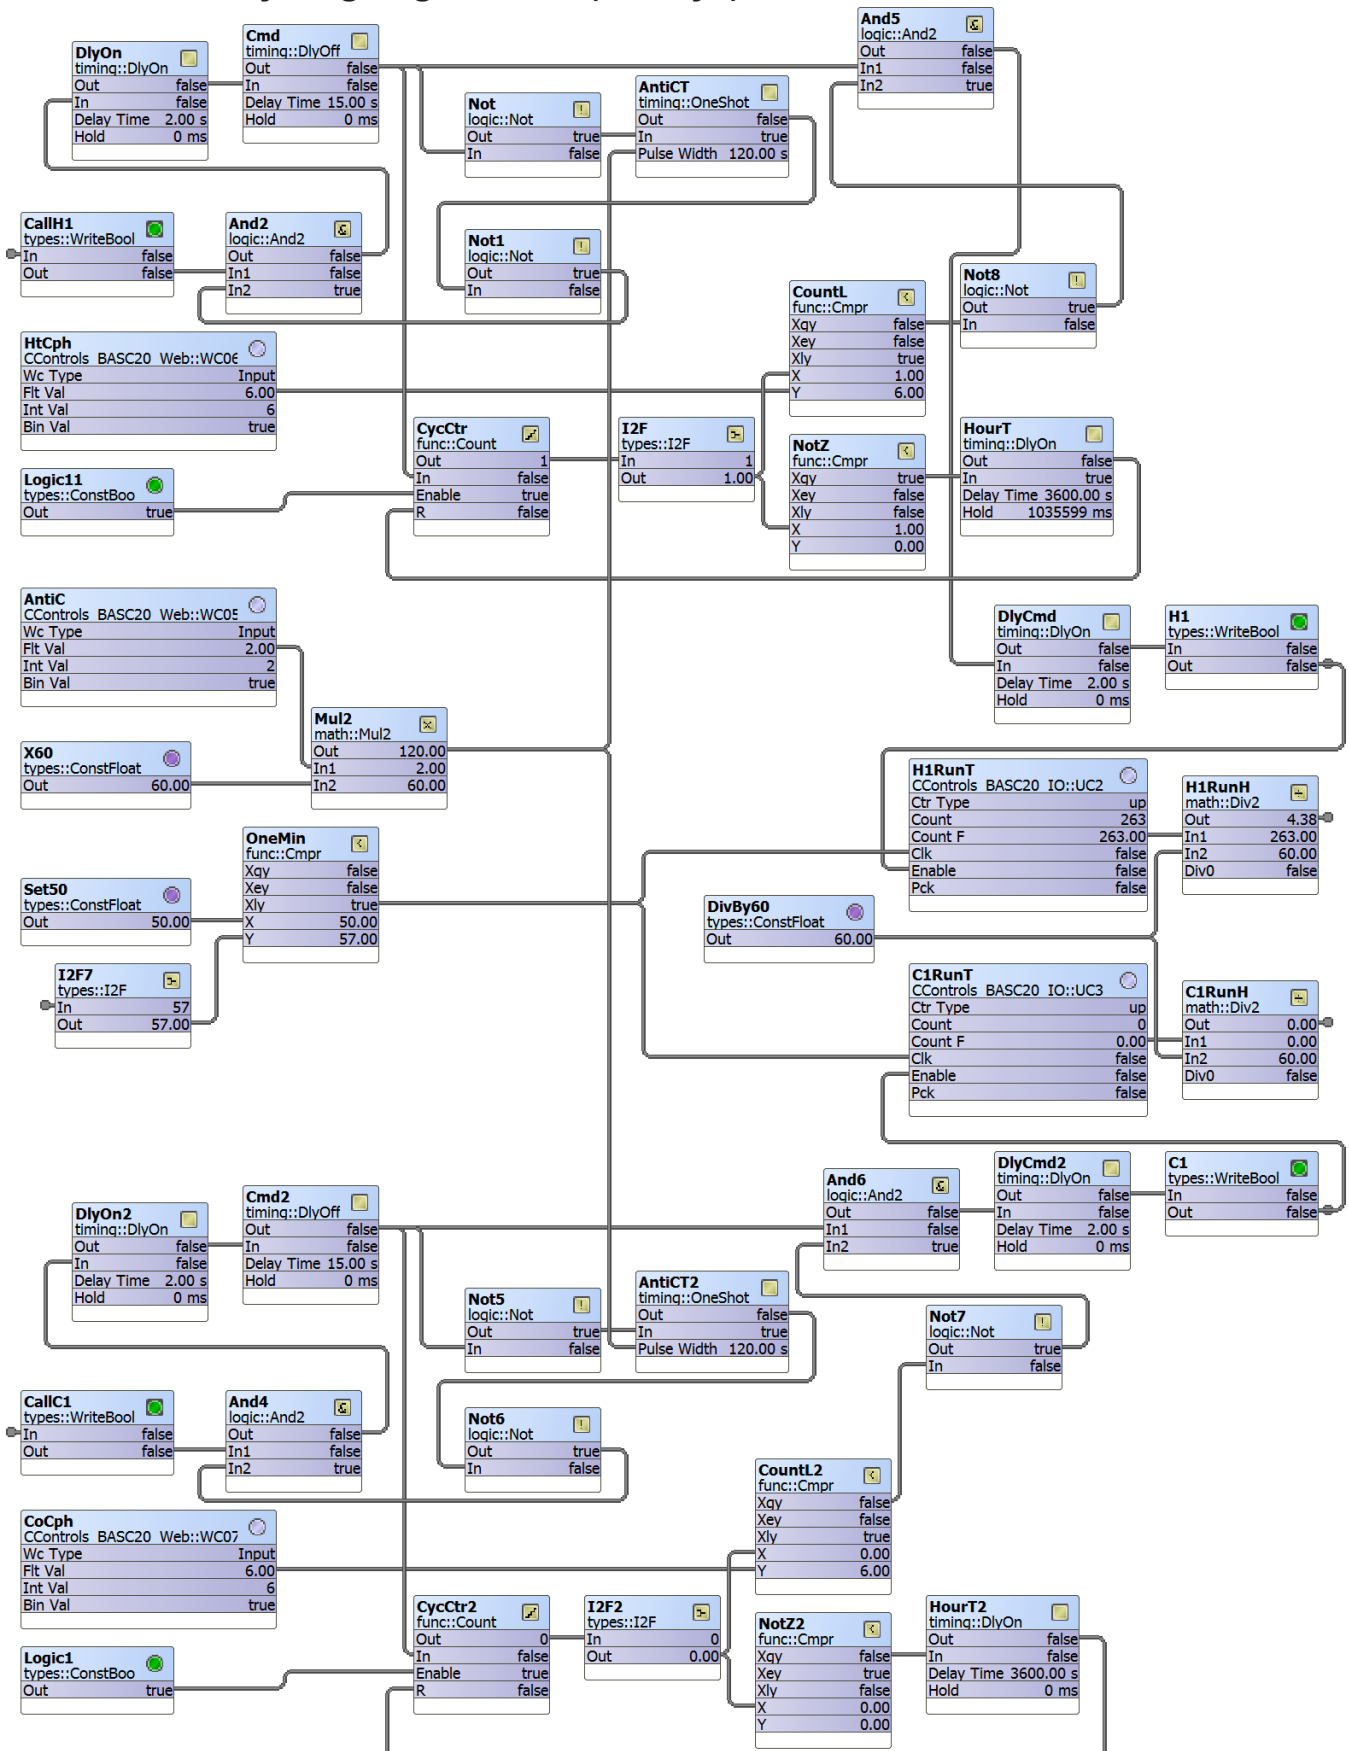 DlyOn
timing::DlyOn
Out false
In false
Delay Time 2.00 s
Hold 0 ms
Cmd
timing::DlyOff
Out false
In false
Delay Time 15.00 s
Hold 0 ms
Not
logic::Not
Out true
In false
AntiCT
timing::OneShot
Out false
In true
Pulse Width 120.00 s
And5
logic::And2
Out false
In1 false
In2 true
CallH1
types::WriteBool
In false
Out false
And2
logic::And2
Out false
In1 false
In2 true
Not1
logic::Not
Out true
In false
CountL
func::Cmpr
Xgy false
Xey false
Xly true
X 1.00
Y 6.00
Not8
logic::Not
Out true
In false
HtCph
CControls_BASC20_Web::WC06
Wc Type Input
Flt Val 6.00
Int Val 6
Bin Val true
Logic11
types::ConstBoo
Out true
CycCtr
func::Count
Out 1
In false
Enable true
R false
I2F
types::I2F
In 1
Out 1.00
NotZ
func::Cmpr
Xgy true
Xey false
Xly false
X 1.00
Y 0.00
HourT
timing::DlyOn
Out false
In true
Delay Time 3600.00 s
Hold 1035599 ms
AntiC
CControls_BASC20_Web::WC05
Wc Type Input
Flt Val 2.00
Int Val 2
Bin Val true
X60
types::ConstFloat
Out 60.00
Mul2
math::Mul2
Out 120.00
In1 2.00
In2 60.00
DlyCmd
timing::DlyOn
Out false
In false
Delay Time 2.00 s
Hold 0 ms
H1
types::WriteBool
In false
Out false
OneMin
func::Cmpr
Xgy false
Xey false
Xly true
X 50.00
Y 57.00
Set50
types::ConstFloat
Out 50.00
I2F7
types::I2F
In 57
Out 57.00
H1RunT
CControls_BASC20_IO::UC2
Ctr Type up
Count 263
Count F 263.00
Clk false
Enable false
Pck false
H1RunH
math::Div2
Out 4.38
In1 263.00
In2 60.00
Div0 false
DivBy60
types::ConstFloat
Out 60.00
C1RunT
CControls_BASC20_IO::UC3
Ctr Type up
Count 0
Count F 0.00
Clk false
Enable false
Pck false
C1RunH
math::Div2
Out 0.00
In1 0.00
In2 60.00
Div0 false
DlyOn2
timing::DlyOn
Out false
In false
Delay Time 2.00 s
Hold 0 ms
Cmd2
timing::DlyOff
Out false
In false
Delay Time 15.00 s
Hold 0 ms
Not5
logic::Not
Out true
In false
AntiCT2
timing::OneShot
Out false
In true
Pulse Width 120.00 s
And6
logic::And2
Out false
In1 false
In2 true
DlyCmd2
timing::DlyOn
Out false
In false
Delay Time 2.00 s
Hold 0 ms
C1
types::WriteBool
In false
Out false
Not7
logic::Not
Out true
In false
CallC1
types::WriteBool
In false
Out false
And4
logic::And2
Out false
In1 false
In2 true
Not6
logic::Not
Out true
In false
CountL2
func::Cmpr
Xgy false
Xey false
Xly true
X 0.00
Y 6.00
CoCph
CControls_BASC20_Web::WC07
Wc Type Input
Flt Val 6.00
Int Val 6
Bin Val true
Logic1
types::ConstBoo
Out true
CycCtr2
func::Count
Out 0
In false
Enable true
R false
I2F2
types::I2F
In 0
Out 0.00
NotZ2
func::Cmpr
Xgy false
Xey true
Xly false
X 0.00
Y 0.00
HourT2
timing::DlyOn
Out false
In false
Delay Time 3600.00 s
Hold 0 ms